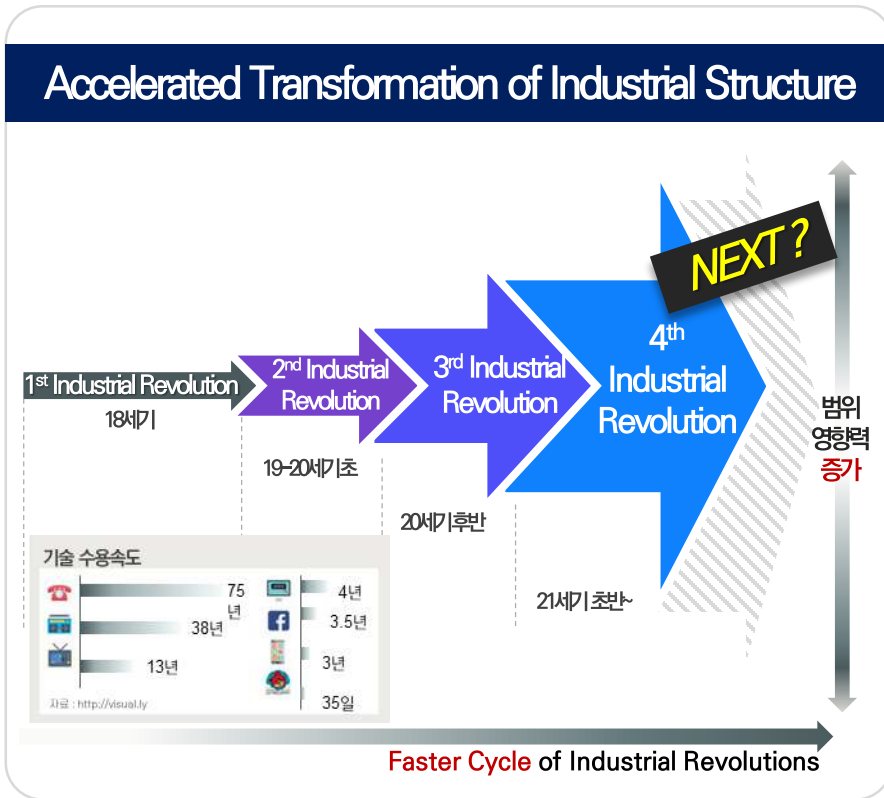 Accelerated Transformation of Industrial Structure
NEXT ?
1st Industrial Revolution
18세기
2nd Industrial
Revolution
19-20세기초
3rd Industrial
Revolution
20세기후반
4th
Industrial
Revolution
21세기 초반~
범위
영향력
증가
기술 수용속도
75
년
38년
13년
4년
3.5년
3년
35일
자료 : http://visual.ly
Faster Cycle of Industrial Revolutions